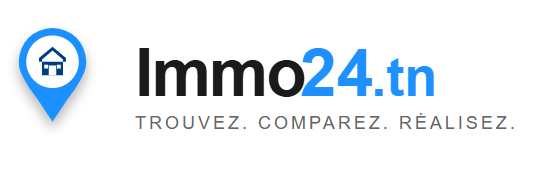 Immo24.tn
TROUVEZ. COMPAREZ. RÉALISEZ.